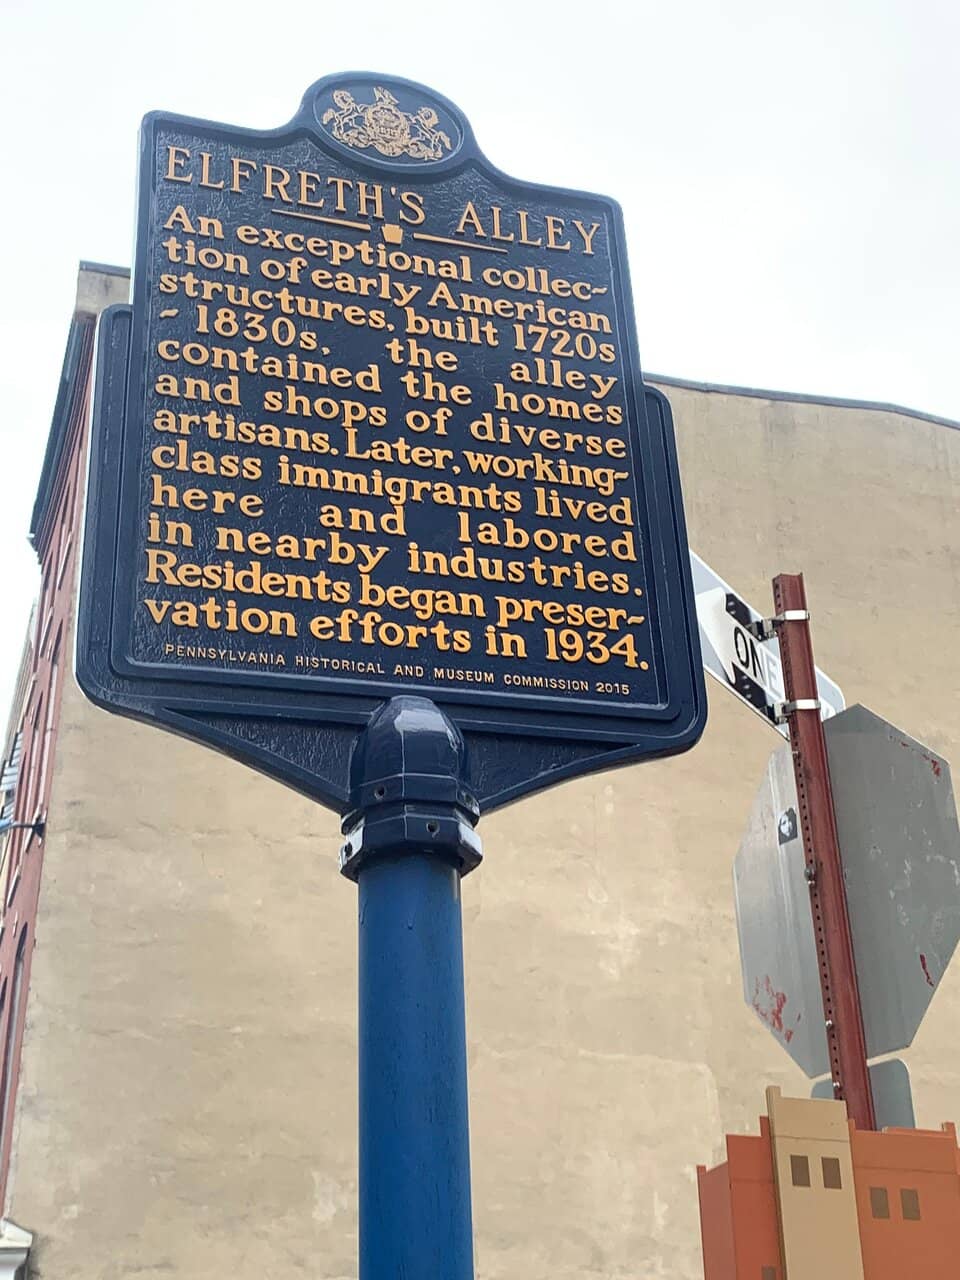 ELFRETH'S ALLEY
An exceptional collec-
tion of early American
structures, built 1720s
- 1830s, the alley
contained the homes
and shops of diverse
artisans. Later, working-
class immigrants lived
here and labored
in nearby industries.
Residents began preser-
vation efforts in 1934.
PENNSYLVANIA HISTORICAL AND MUSEUM COMMISSION 2015
ONE